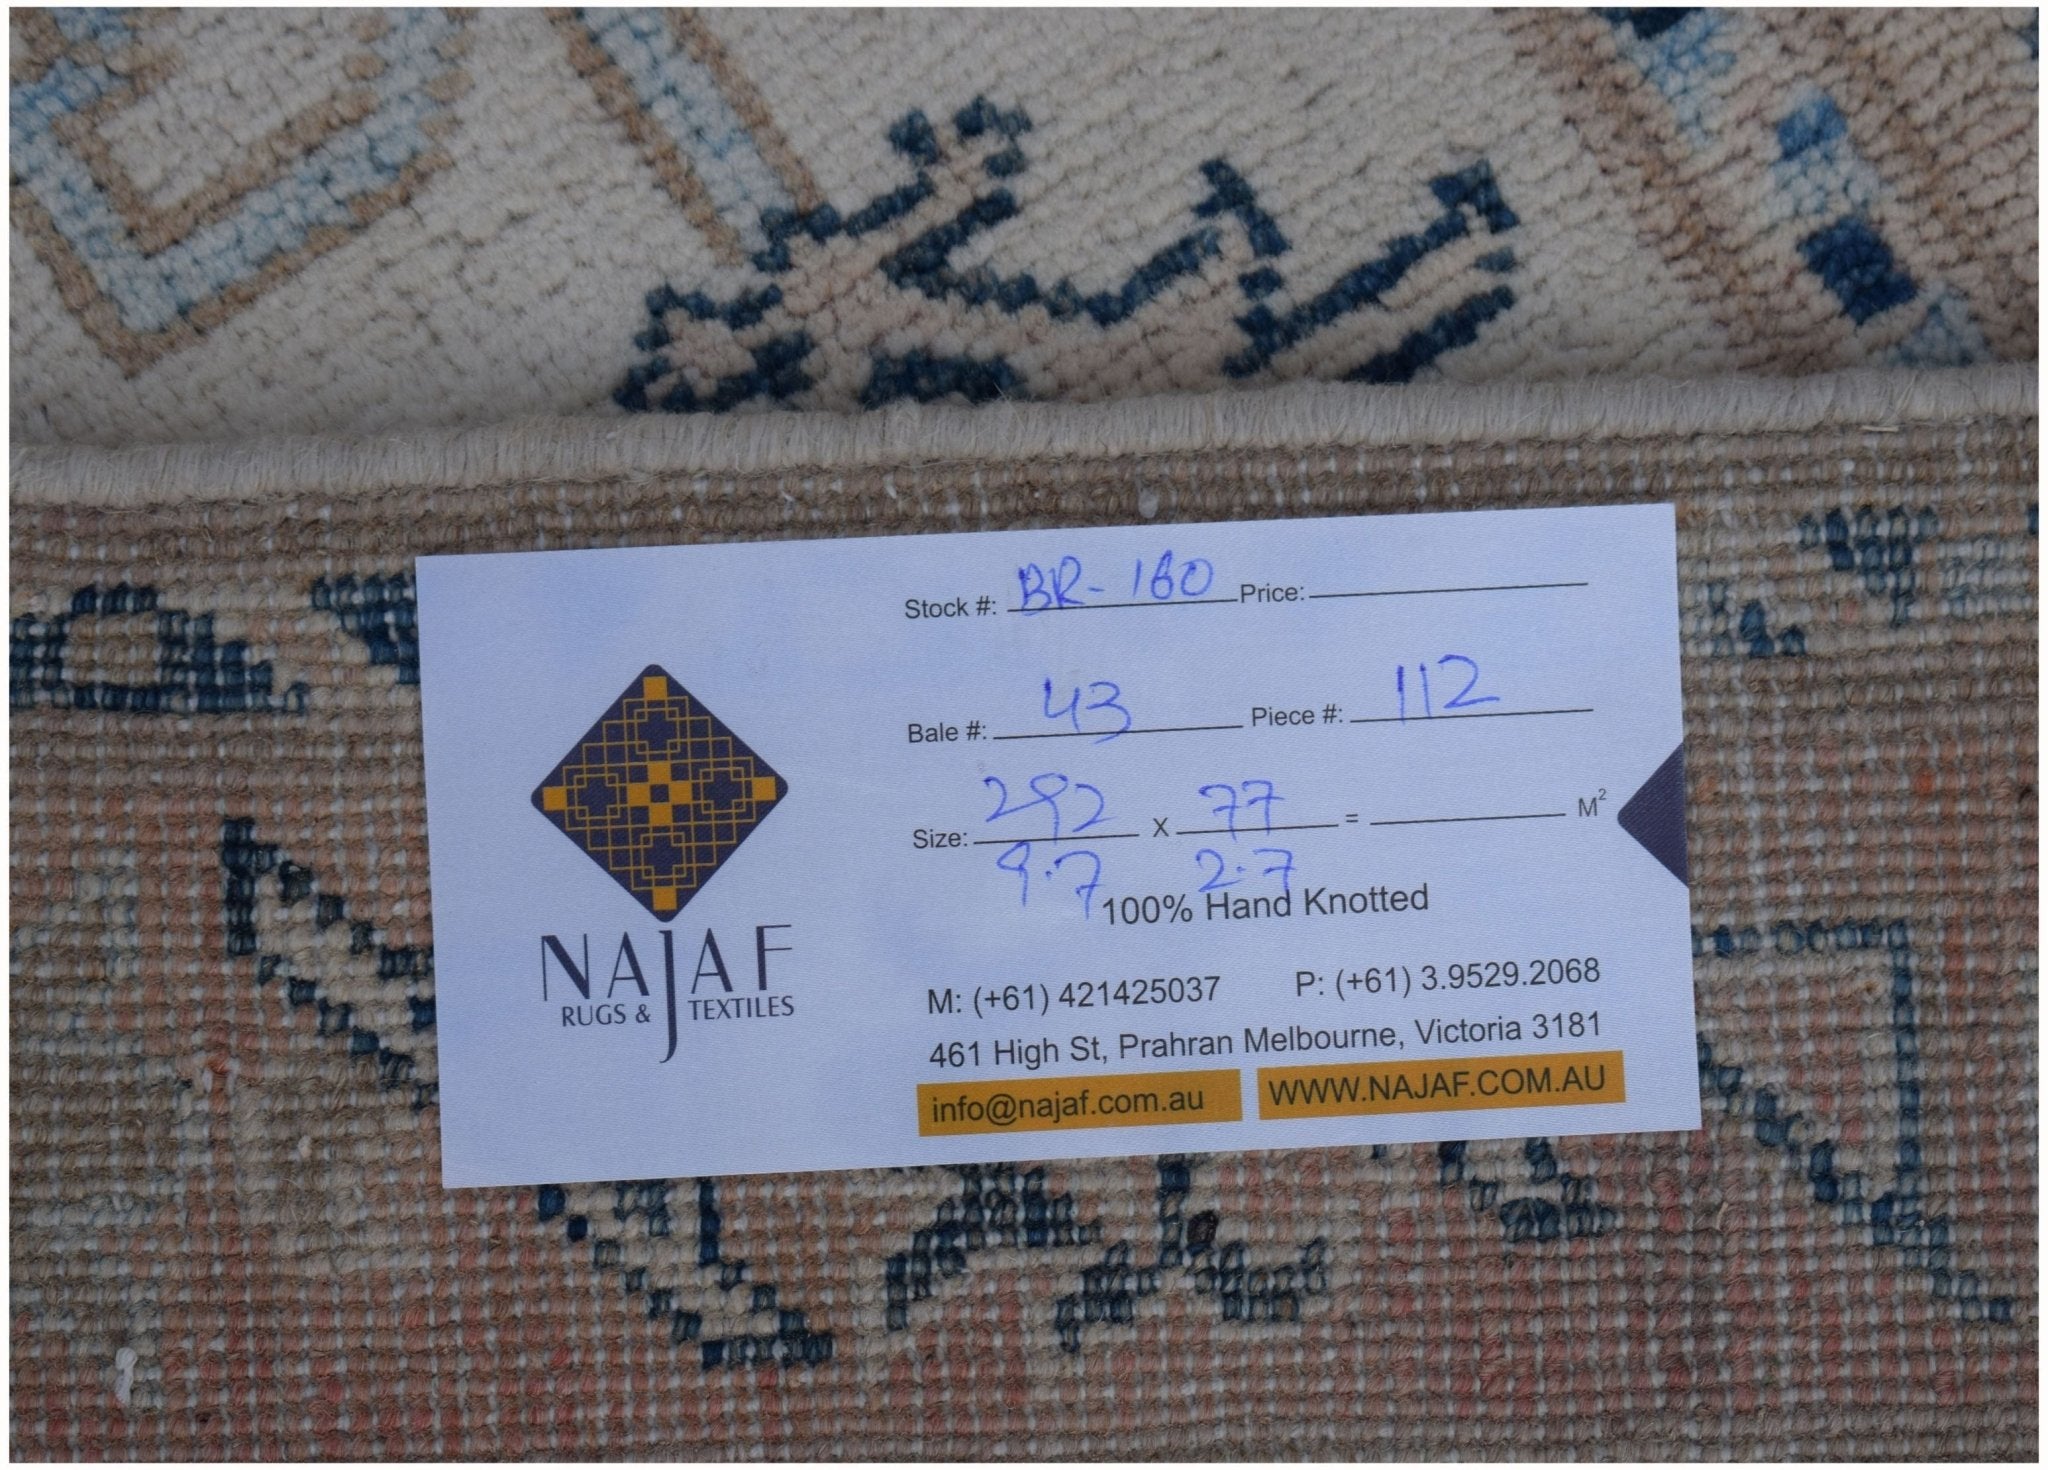 Stock #: BR-160 Price:
Bale #: 43 Piece #: 112
Size: 292 X 77 = M²
9.7 2.7
100% Hand Knotted
NAJAF
RUGS & TEXTILES
M: (+61) 421425037 P: (+61) 3.9529.2068
461 High St, Prahran Melbourne, Victoria 3181
info@najaf.com.au WWW.NAJAF.COM.AU